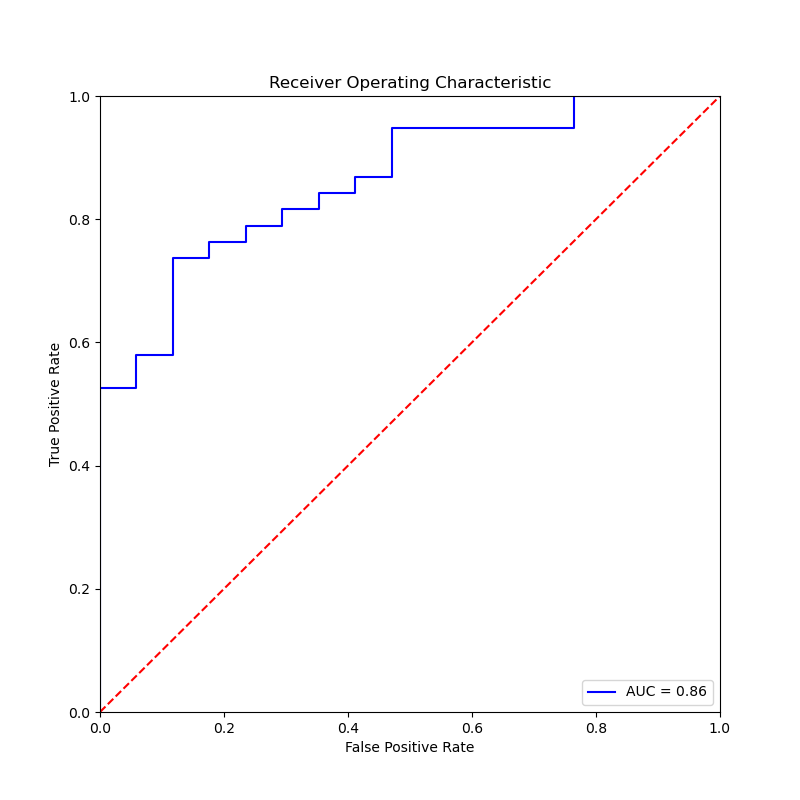 Receiver Operating Characteristic
True Positive Rate
1.0
0.8
0.6
0.4
0.2
0.0
AUC = 0.86
0.0 0.2 0.4 0.6 0.8 1.0
False Positive Rate